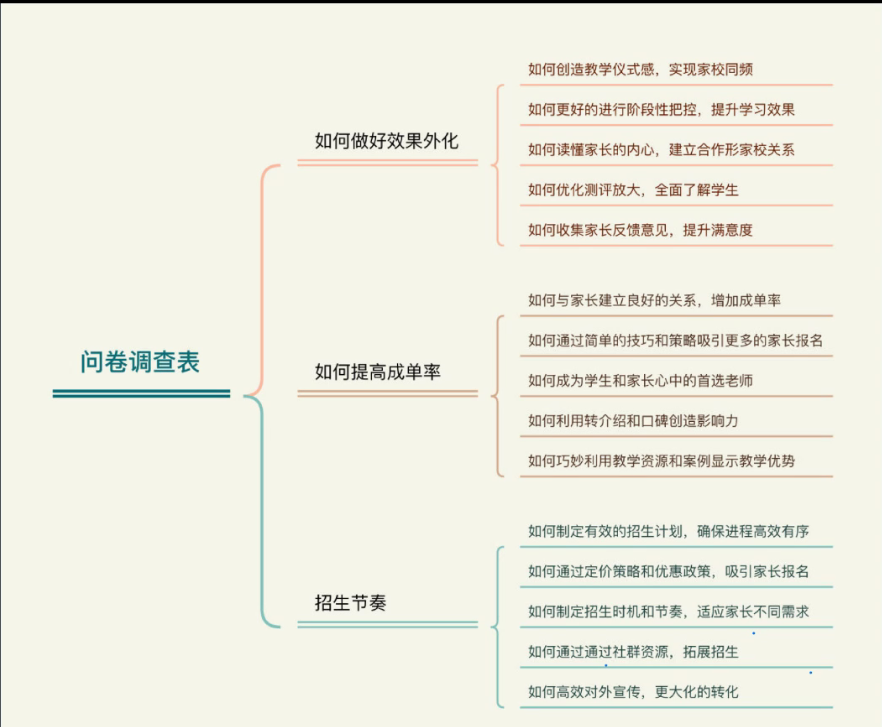 如何创造教学仪式感，实现家校同频
如何更好的进行阶段性把控，提升学习效果
如何做好效果外化
如何读懂家长的内心，建立合作形家校关系
如何优化测评放大，全面了解学生
如何收集家长反馈意见，提升满意度
如何与家长建立良好的关系，增加成单率
如何通过简单的技巧和策略吸引更多的家长报名
问卷调查表
如何提高成单率
如何成为学生和家长心中的首选老师
如何利用转介绍和口碑创造影响力
如何巧妙利用教学资源和案例显示教学优势
如何制定有效的招生计划，确保进程高效有序
如何通过定价策略和优惠政策，吸引家长报名
招生节奏
如何制定招生时机和节奏，适应家长不同需求
如何通过通过社群资源，拓展招生
如何高效对外宣传，更大化的转化